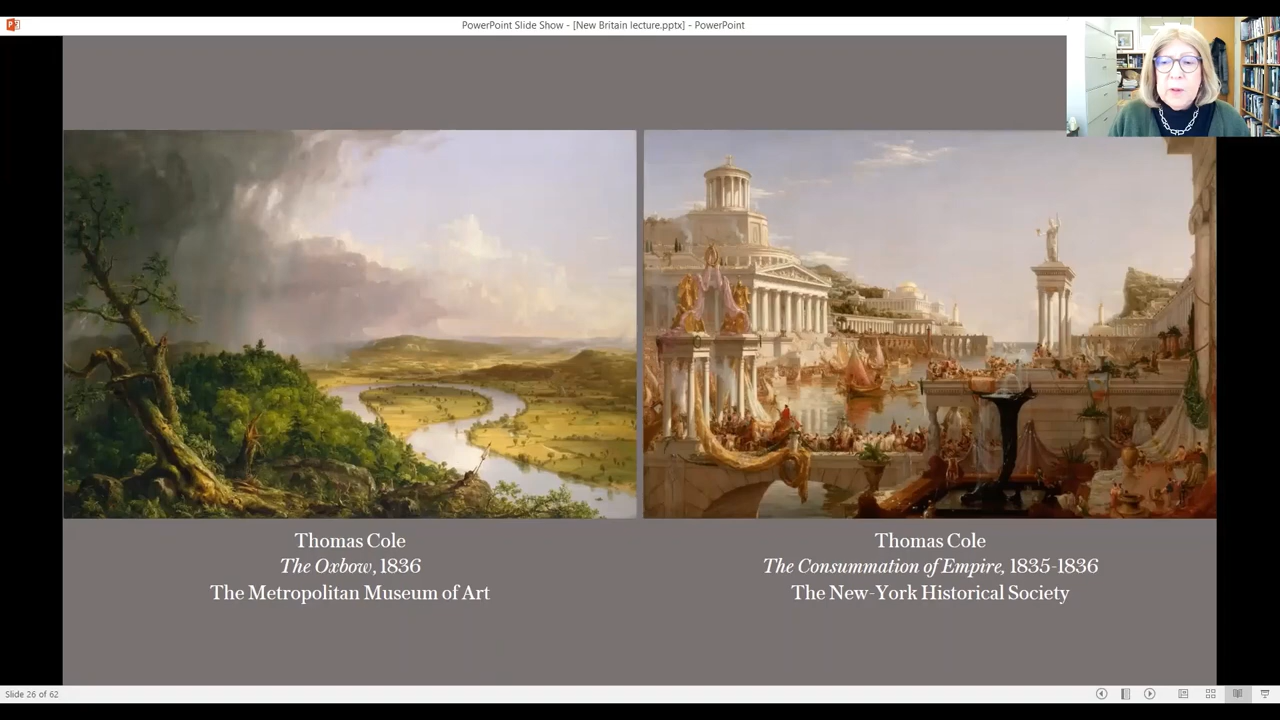 PowerPoint Slide Show - [New Britain lecture.pptx] - PowerPoint
Thomas Cole
The Oxbow, 1836
The Metropolitan Museum of Art
Thomas Cole
The Consummation of Empire, 1835-1836
The New-York Historical Society
Slide 26 of 62